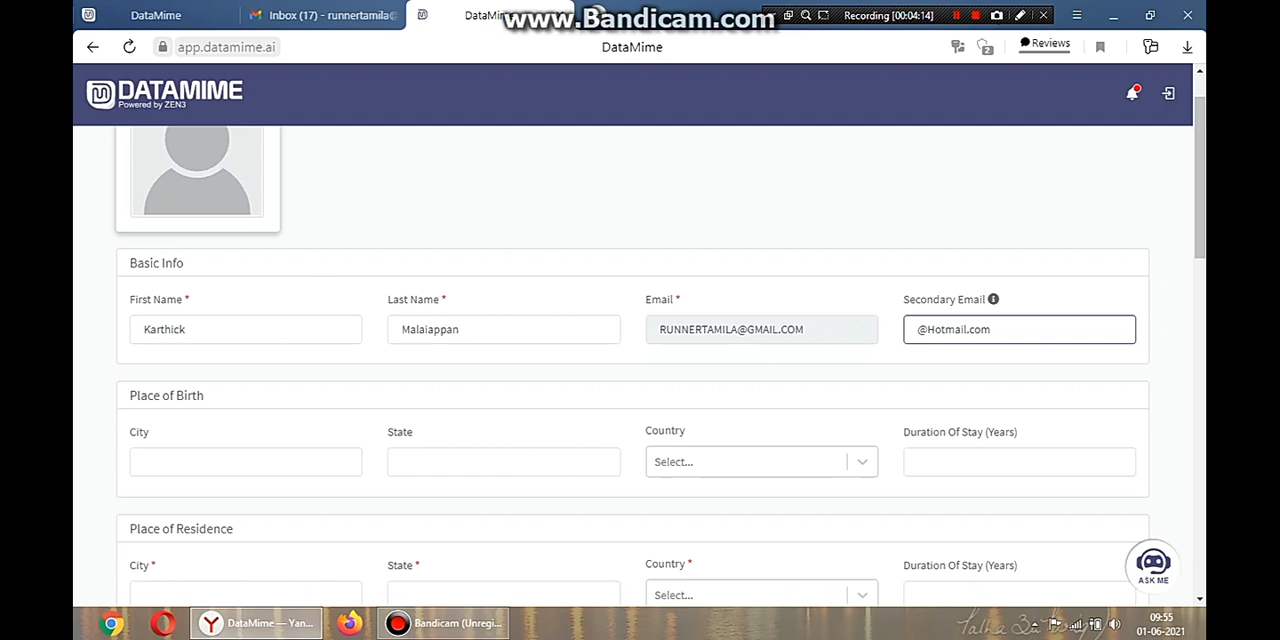 DataMime
Inbox (17) - runnertamila@
DataMim
www.Bandicam.com
Recording [00:04:14]
app.datamime.ai
DataMime
2
Reviews
DATAMIME
Powered by ZEN3
Basic Info
First Name *
Last Name *
Email *
Secondary Email
Karthick
Malaiappan
RUNNERTAMILA@GMAIL.COM
@Hotmail.com
Place of Birth
City
State
Country
Duration Of Stay (Years)
Select...
Place of Residence
City *
State *
Country *
Duration Of Stay (Years)
Select...
ASK ME
DataMime — Yan...
Bandicam (Unregi...
09:55
01-06-2021